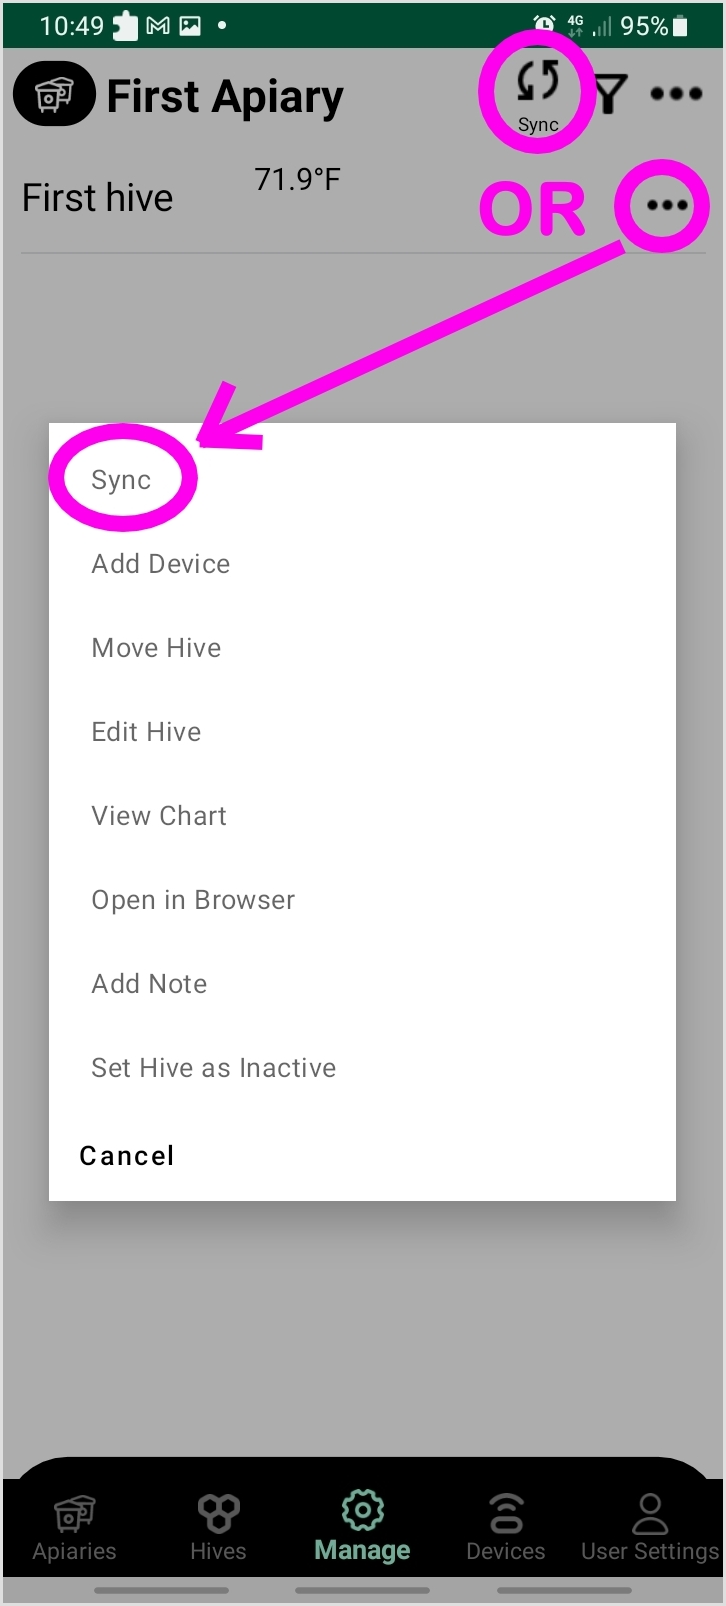 10:49 4G 95%
First Apiary
Sync
First hive 71.9°F
OR
Sync
Add Device
Move Hive
Edit Hive
View Chart
Open in Browser
Add Note
Set Hive as Inactive
Cancel
Apiaries Hives Manage Devices User Settings